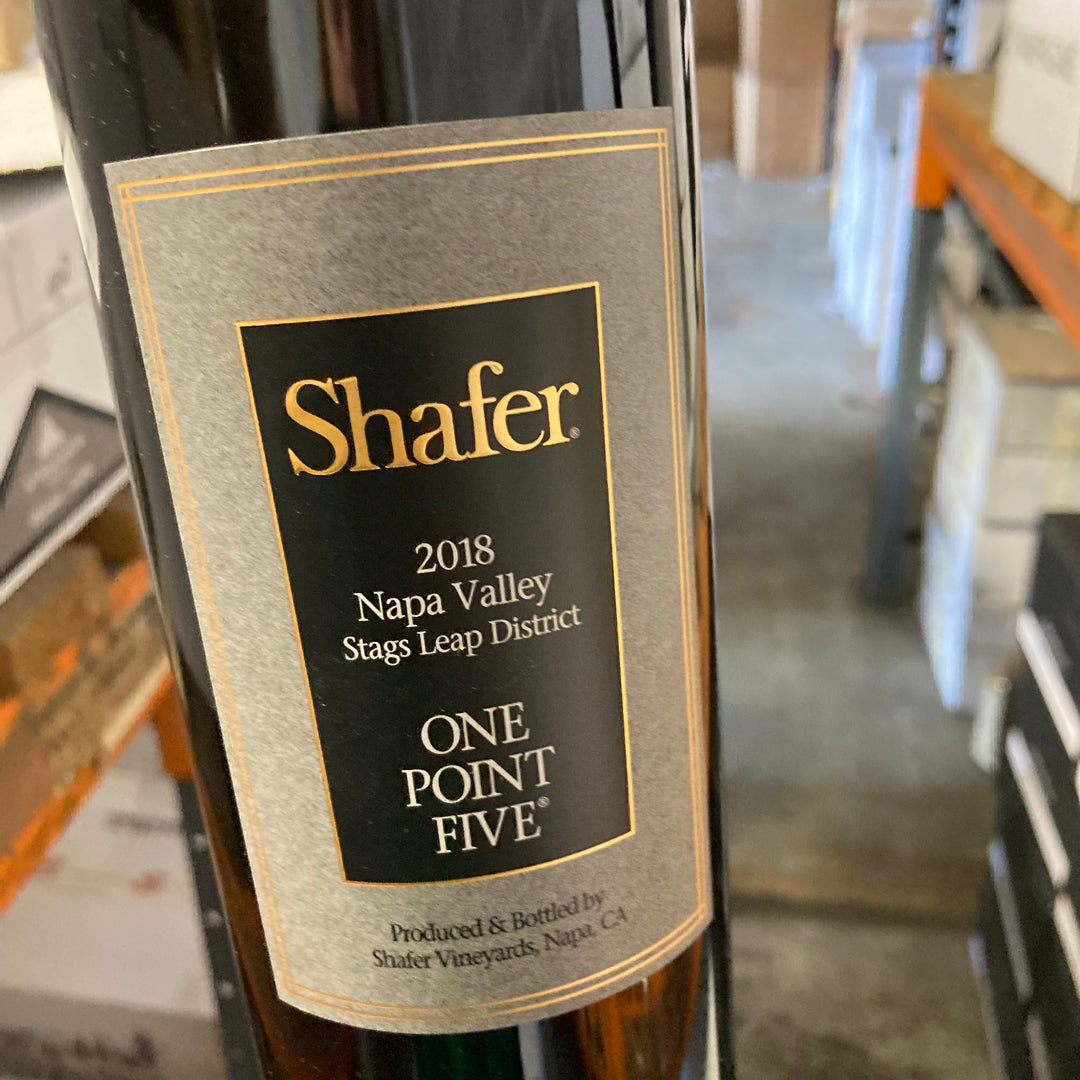 Shafer®
2018
Napa Valley
Stags Leap District
ONE
POINT
FIVE®
Produced & Bottled by
Shafer Vineyards, Napa, CA